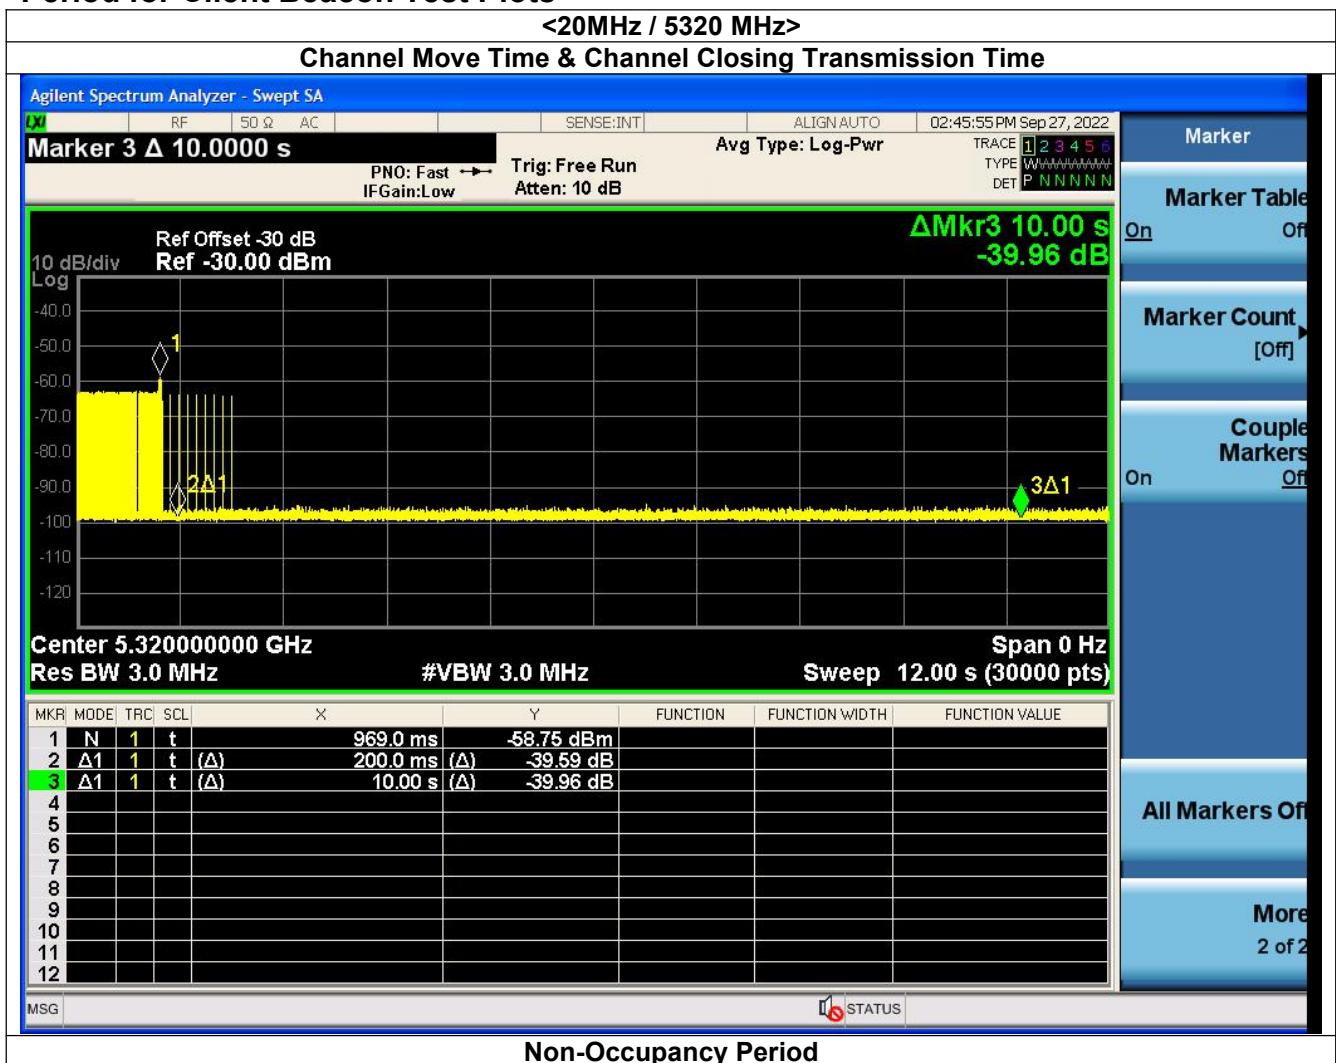 Period for Client Beacon Test Plots
<20MHz / 5320 MHz>
Channel Move Time & Channel Closing Transmission Time
Agilent Spectrum Analyzer - Swept SA
LXI RF 50 Ω AC SENSE:INT ALIGN AUTO 02:45:55 PM Sep 27, 2022
Marker 3 Δ 10.0000 s
PNO: Fast
IFGain:Low
Trig: Free Run
Atten: 10 dB
Avg Type: Log-Pwr
TRACE 1 2 3 4 5 6
TYPE WWWWWW
DET P N N N N N
ΔMkr3 10.00 s
-39.96 dB
Ref Offset -30 dB
10 dB/div Ref -30.00 dBm
Log
-40.0
-50.0
-60.0
-70.0
-80.0
-90.0
-100
-110
-120
1
2Δ1
3Δ1
Center 5.320000000 GHz Span 0 Hz
Res BW 3.0 MHz #VBW 3.0 MHz Sweep 12.00 s (30000 pts)
MKR MODE TRC SCL X Y FUNCTION FUNCTION WIDTH FUNCTION VALUE
1 N 1 t 969.0 ms -58.75 dBm
2 Δ1 1 t (Δ) 200.0 ms (Δ) -39.59 dB
3 Δ1 1 t (Δ) 10.00 s (Δ) -39.96 dB
4
5
6
7
8
9
10
11
12
MSG STATUS
Marker
Marker Table
On Off
Marker Count
[Off]
Couple
Markers
On Off
All Markers Off
More
2 of 2
Non-Occupancy Period